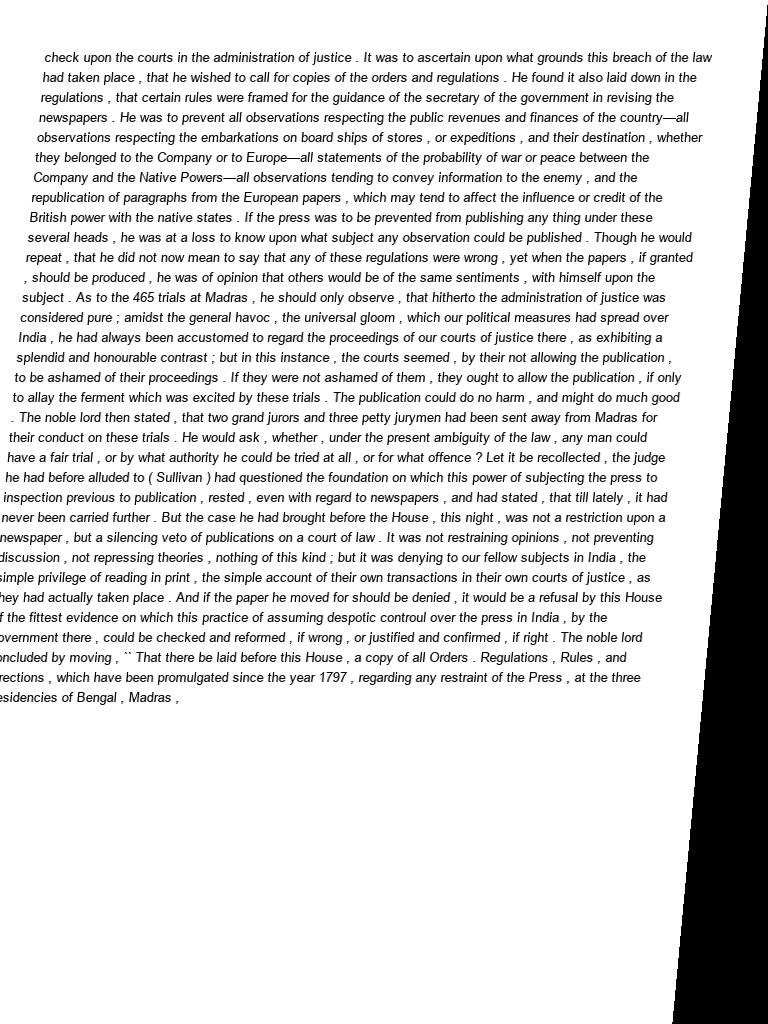 check upon the courts in the administration of justice . It was to ascertain upon what grounds this breach of the law
had taken place , that he wished to call for copies of the orders and regulations . He found it also laid down in the
regulations , that certain rules were framed for the guidance of the secretary of the government in revising the
newspapers . He was to prevent all observations respecting the public revenues and finances of the country—all
observations respecting the embarkations on board ships of stores , or expeditions , and their destination , whether
they belonged to the Company or to Europe—all statements of the probability of war or peace between the
Company and the Native Powers—all observations tending to convey information to the enemy , and the
republication of paragraphs from the European papers , which may tend to affect the influence or credit of the
British power with the native states . If the press was to be prevented from publishing any thing under these
several heads , he was at a loss to know upon what subject any observation could be published . Though he would
repeat , that he did not now mean to say that any of these regulations were wrong , yet when the papers , if granted
, should be produced , he was of opinion that others would be of the same sentiments , with himself upon the
subject . As to the 465 trials at Madras , he should only observe , that hitherto the administration of justice was
considered pure ; amidst the general havoc , the universal gloom , which our political measures had spread over
India , he had always been accustomed to regard the proceedings of our courts of justice there , as exhibiting a
splendid and honourable contrast ; but in this instance , the courts seemed , by their not allowing the publication ,
to be ashamed of their proceedings . If they were not ashamed of them , they ought to allow the publication , if only
to allay the ferment which was excited by these trials . The publication could do no harm , and might do much good
. The noble lord then stated , that two grand jurors and three petty jurymen had been sent away from Madras for
their conduct on these trials . He would ask , whether , under the present ambiguity of the law , any man could
have a fair trial , or by what authority he could be tried at all , or for what offence ? Let it be recollected , the judge
he had before alluded to ( Sullivan ) had questioned the foundation on which this power of subjecting the press to
inspection previous to publication , rested , even with regard to newspapers , and had stated , that till lately , it had
never been carried further . But the case he had brought before the House , this night , was not a restriction upon a
newspaper , but a silencing veto of publications on a court of law . It was not restraining opinions , not preventing
discussion , not repressing theories , nothing of this kind ; but it was denying to our fellow subjects in India , the
simple privilege of reading in print , the simple account of their own transactions in their own courts of justice , as
hey had actually taken place . And if the paper he moved for should be denied , it would be a refusal by this House
f the fittest evidence on which this practice of assuming despotic controul over the press in India , by the
overnment there , could be checked and reformed , if wrong , or justified and confirmed , if right . The noble lord
oncluded by moving , `` That there be laid before this House , a copy of all Orders . Regulations , Rules , and
rections , which have been promulgated since the year 1797 , regarding any restraint of the Press , at the three
esidencies of Bengal , Madras ,